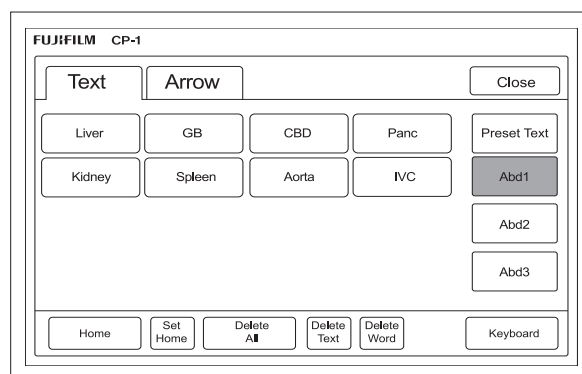 FUJIFILM CP-1
Text Arrow Close
Liver GB CBD Panc Preset Text
Kidney Spleen Aorta IVC Abd1
Abd2
Abd3
Home Set Home Delete All Delete Text Delete Word Keyboard